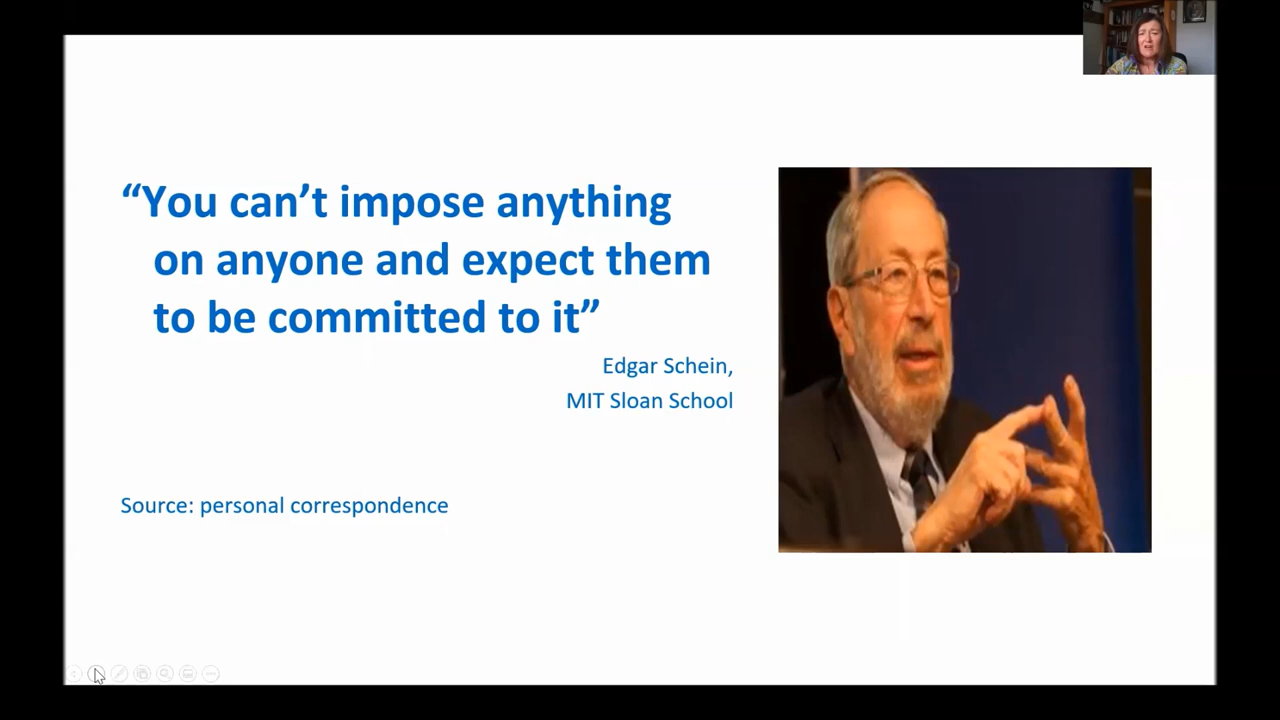 “You can’t impose anything
on anyone and expect them
to be committed to it”
Edgar Schein,
MIT Sloan School
Source: personal correspondence